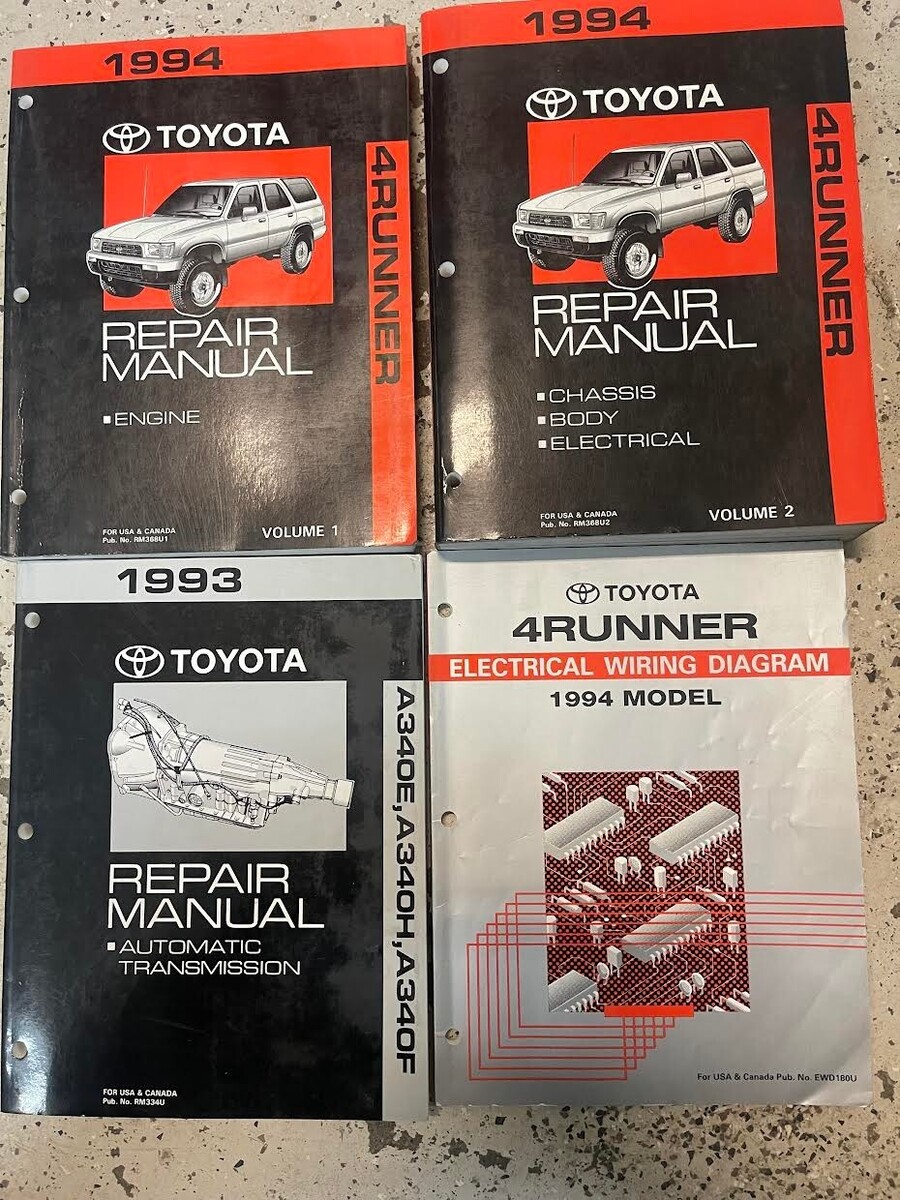 1994
TOYOTA
4RUNNER
REPAIR
MANUAL
▪ENGINE
FOR USA & CANADA
Pub. No. RM368U1
VOLUME 1
1994
TOYOTA
4RUNNER
REPAIR
MANUAL
▪CHASSIS
▪BODY
▪ELECTRICAL
FOR USA & CANADA
Pub. No. RM368U2
VOLUME 2
1993
TOYOTA
A340E,A340H,A340F
REPAIR
MANUAL
▪AUTOMATIC
TRANSMISSION
FOR USA & CANADA
Pub. No. RM334U
TOYOTA
4RUNNER
ELECTRICAL WIRING DIAGRAM
1994 MODEL
For USA & Canada Pub. No. EWD180U